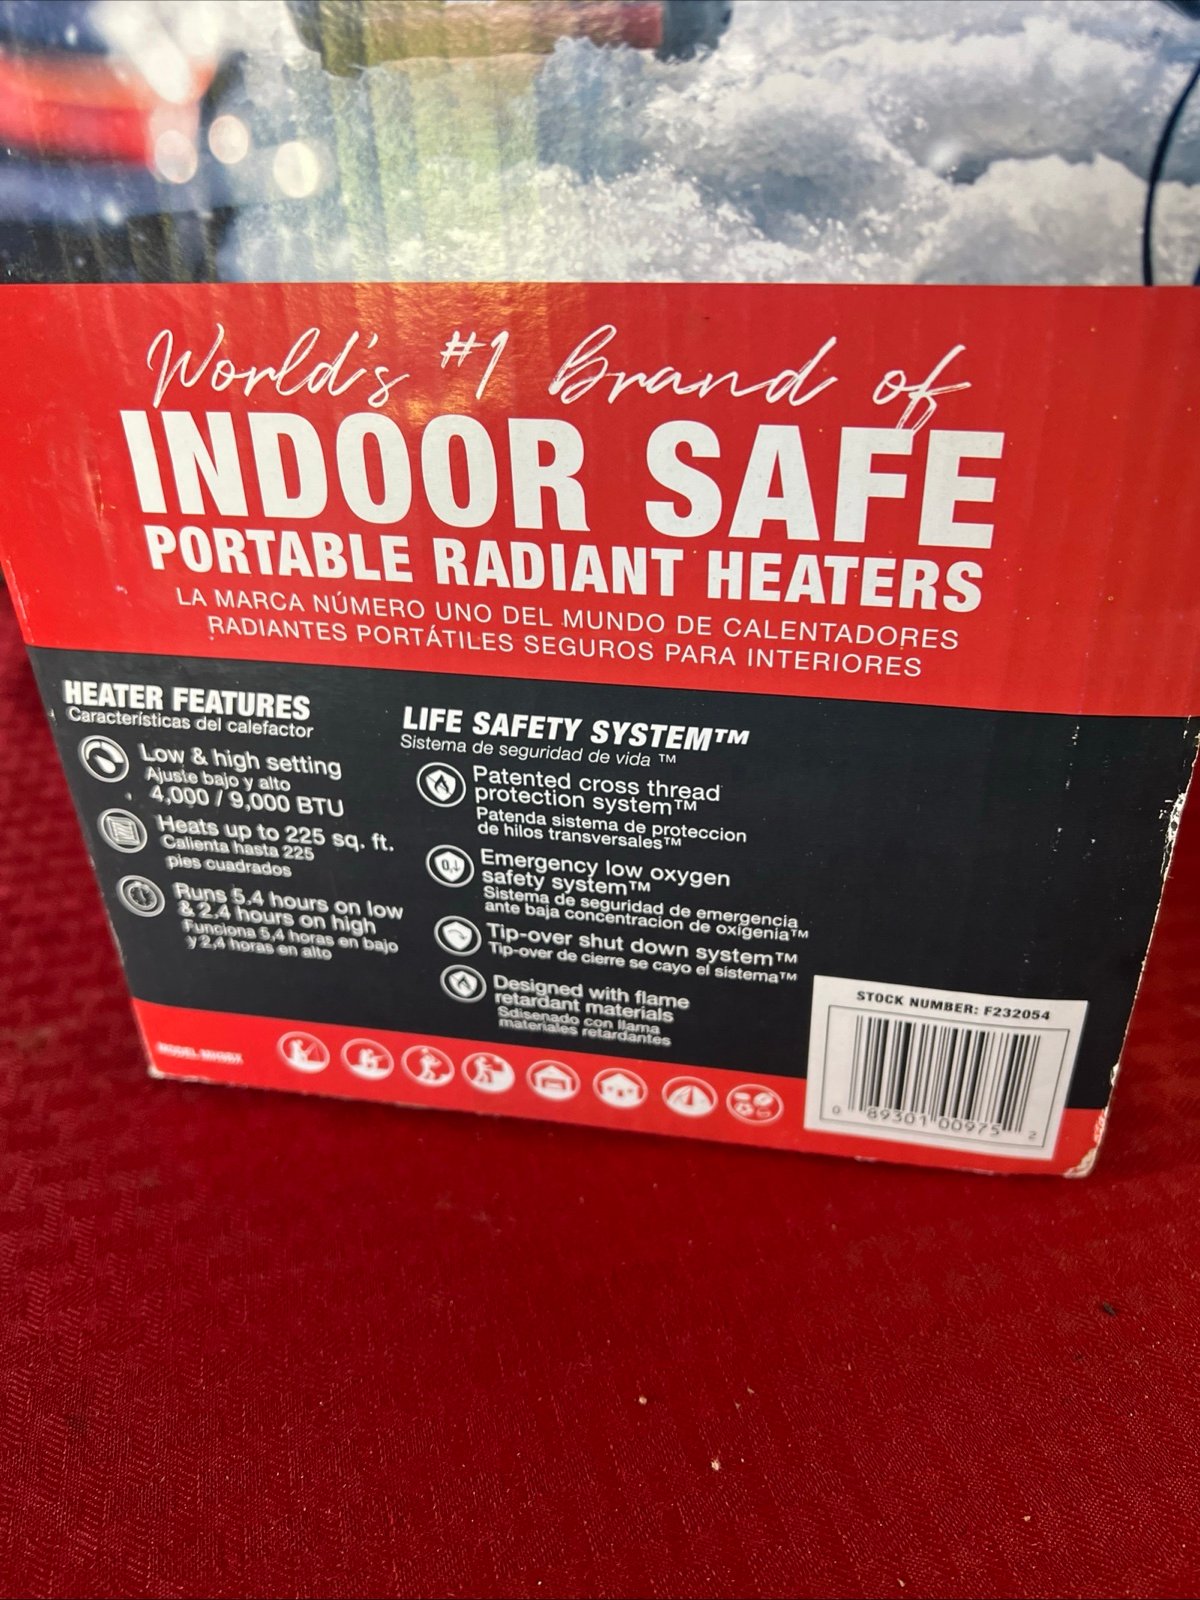 World's #1 Brand of
INDOOR SAFE
PORTABLE RADIANT HEATERS
LA MARCA NÚMERO UNO DEL MUNDO DE CALENTADORES
RADIANTES PORTÁTILES SEGUROS PARA INTERIORES
HEATER FEATURES
Características del calefactor
Low & high setting
Ajuste bajo y alto
4,000 / 9,000 BTU
Heats up to 225 sq. ft.
Calienta hasta 225
pies cuadrados
Runs 5.4 hours on low
& 2.4 hours on high
Funciona 5,4 horas en bajo
y 2,4 horas en alto
LIFE SAFETY SYSTEM™
Sistema de seguridad de vida ™
Patented cross thread
protection system™
Patenda sistema de proteccion
de hilos transversales™
Emergency low oxygen
safety system™
Sistema de seguridad de emergencia
ante baja concentracion de oxígenia™
Tip-over shut down system™
Tip-over de cierre se cayo el sistema™
Designed with flame
retardant materials
Sdisenado con llama
materiales retardantes
MODEL
STOCK NUMBER: F232054
0 89301 00975 2